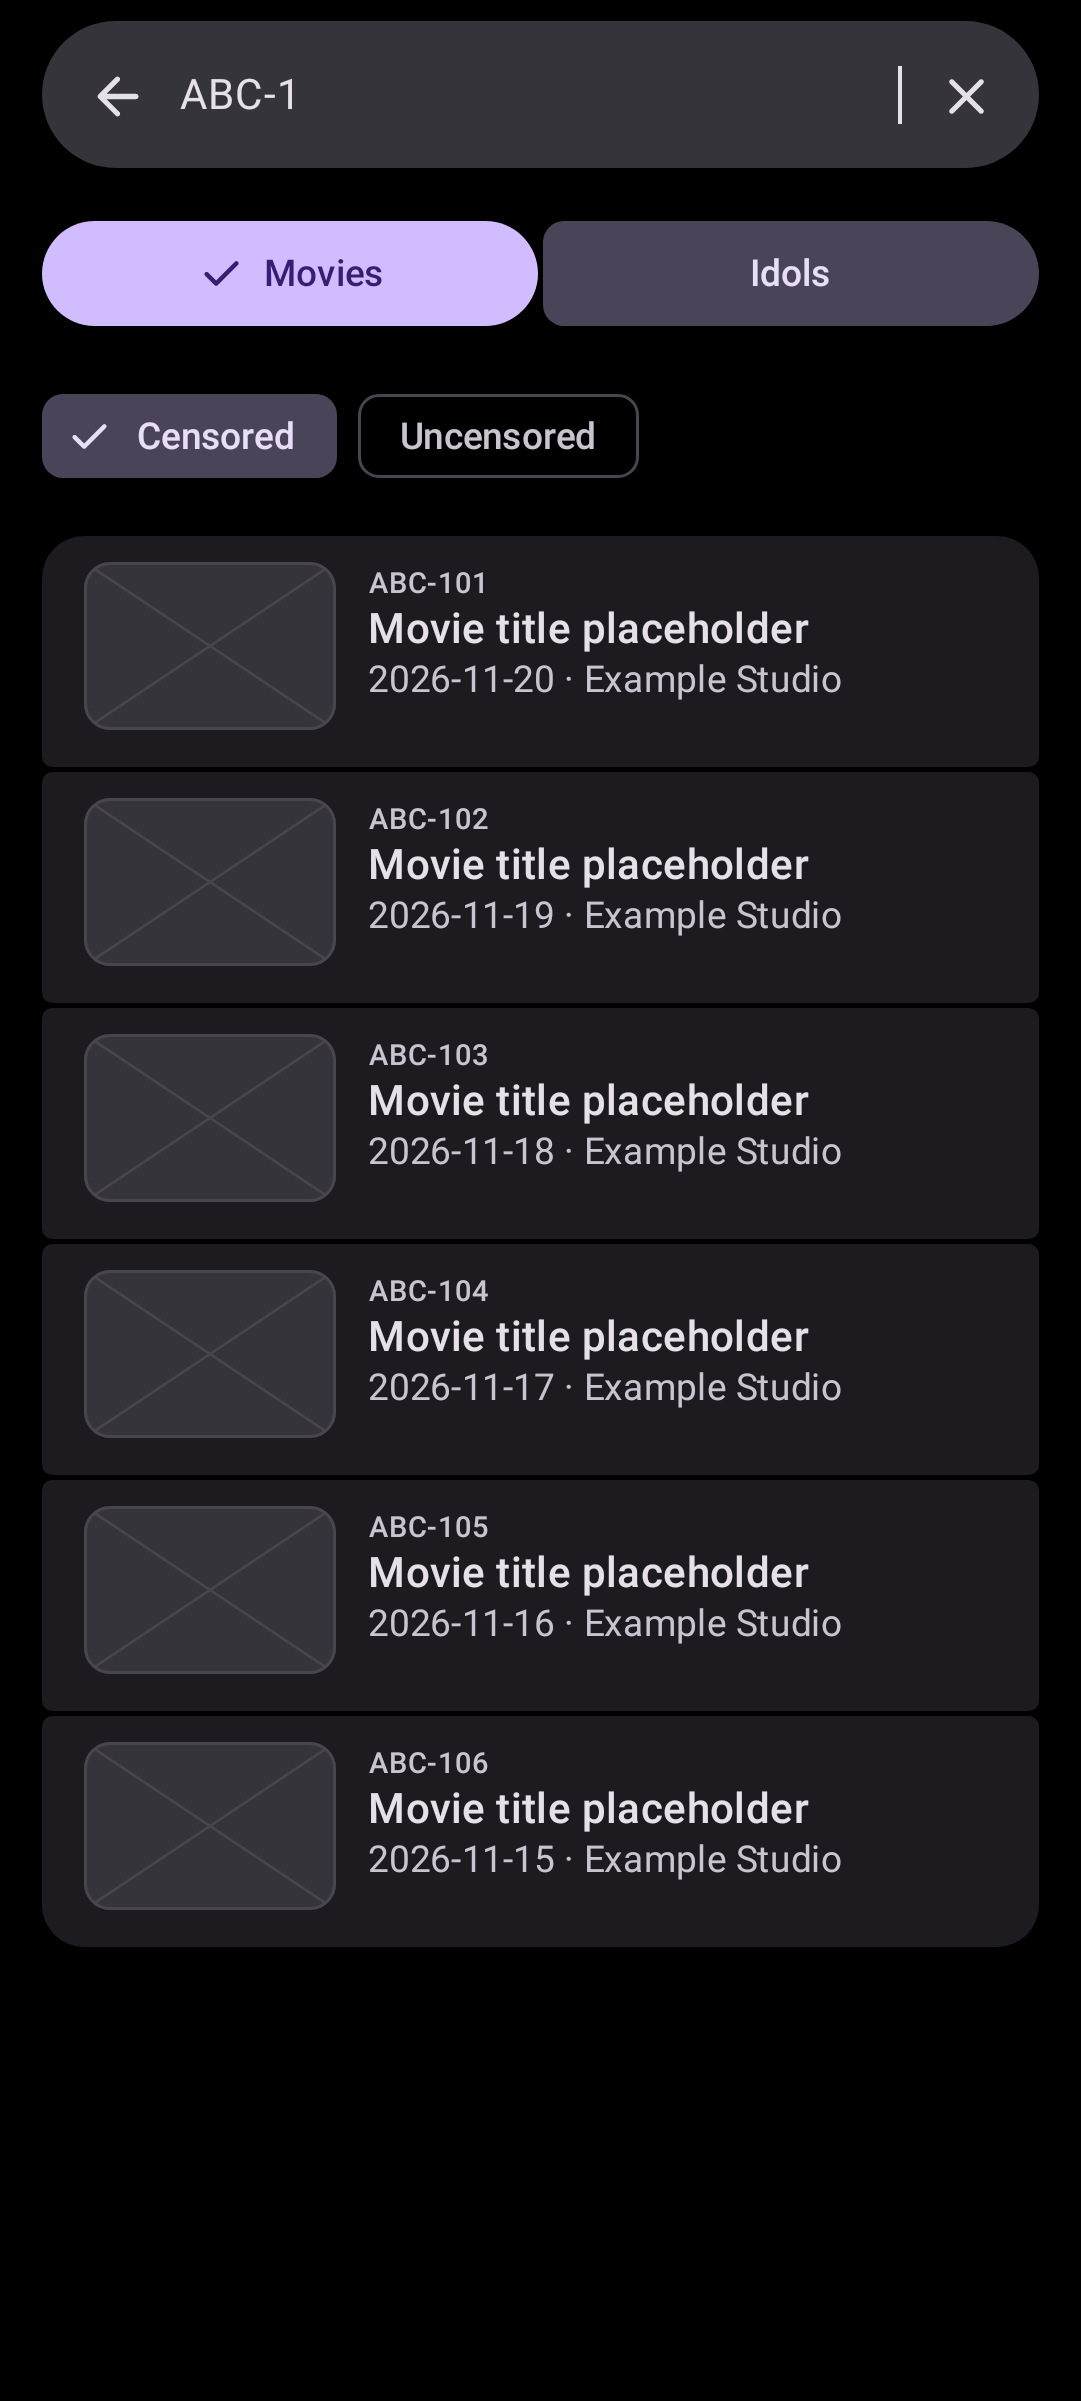 ABC-1
Movies
Idols
Censored
Uncensored
ABC-101
Movie title placeholder
2026-11-20 · Example Studio
ABC-102
Movie title placeholder
2026-11-19 · Example Studio
ABC-103
Movie title placeholder
2026-11-18 · Example Studio
ABC-104
Movie title placeholder
2026-11-17 · Example Studio
ABC-105
Movie title placeholder
2026-11-16 · Example Studio
ABC-106
Movie title placeholder
2026-11-15 · Example Studio